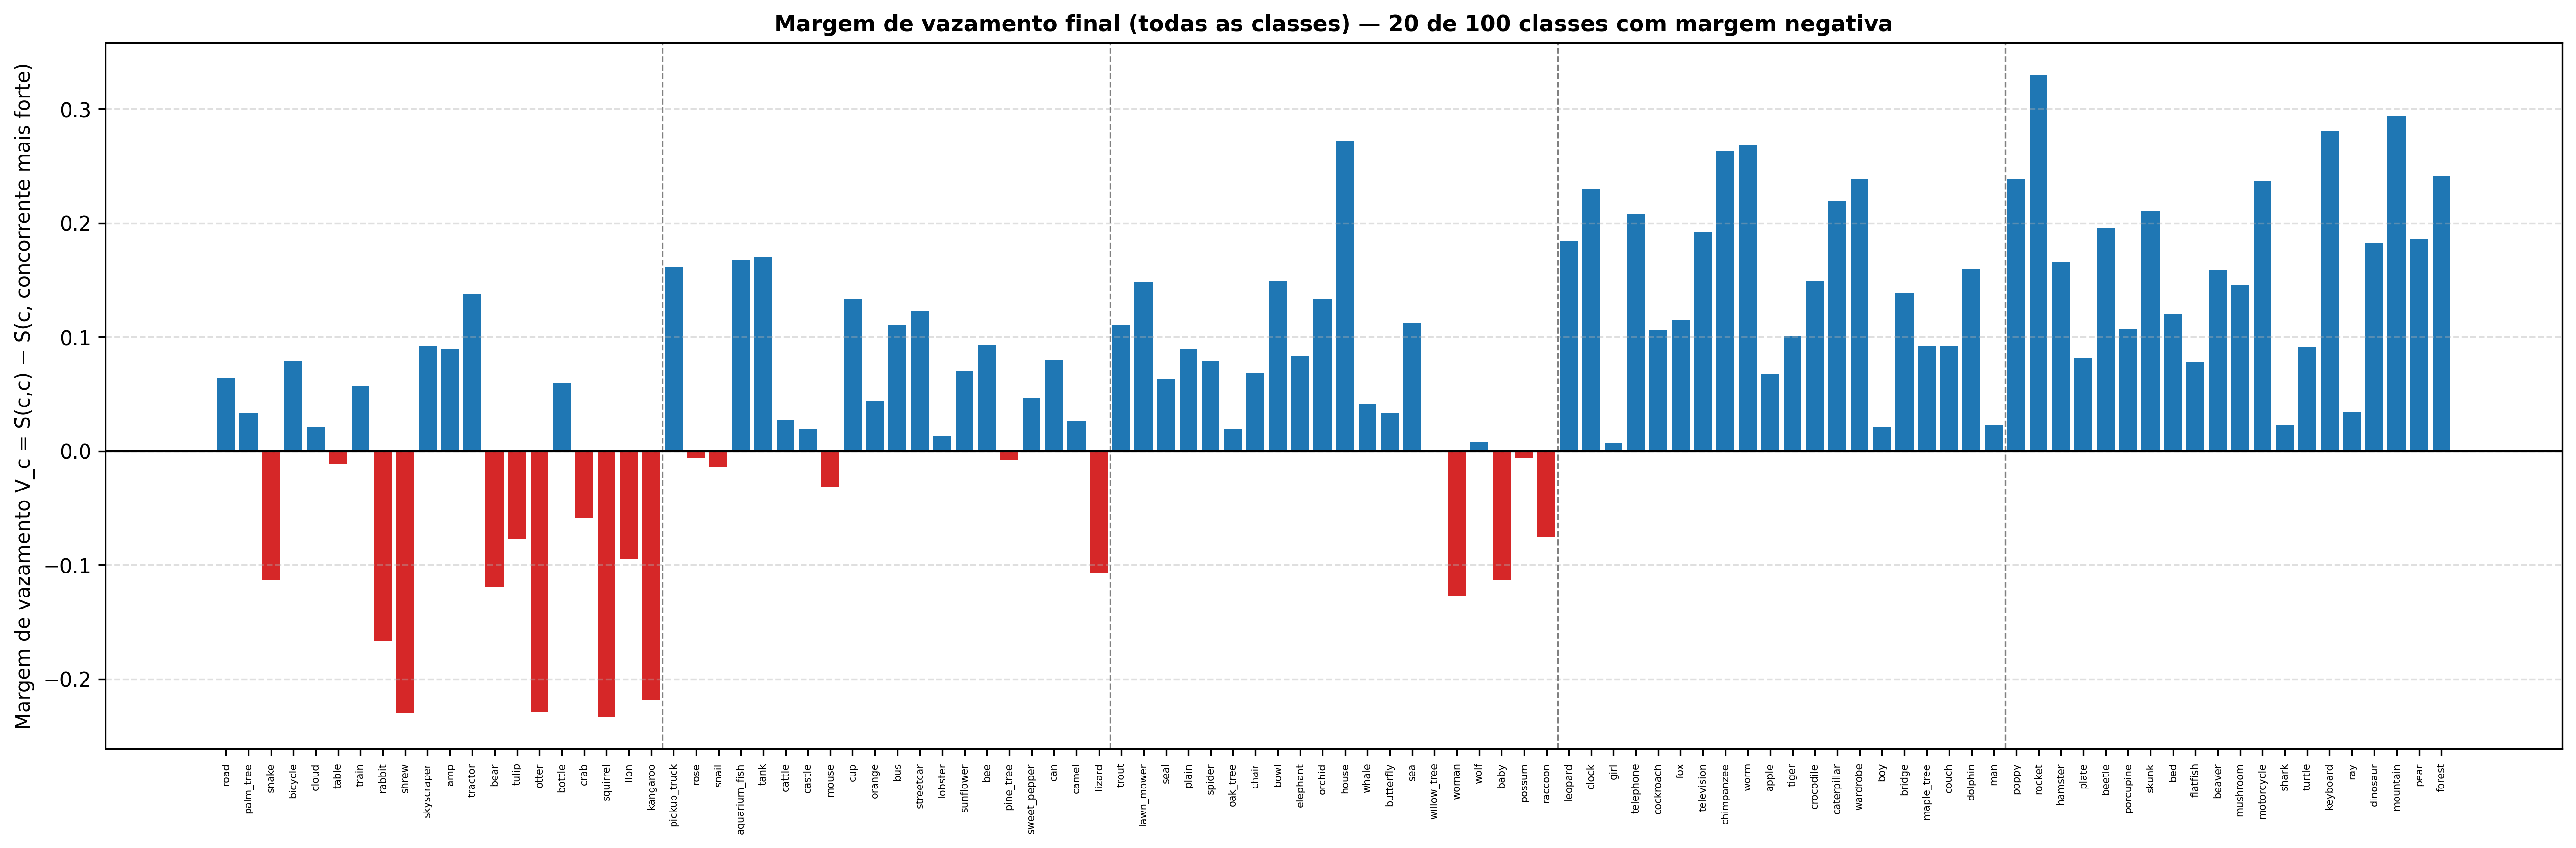 Margem de vazamento final (todas as classes) — 20 de 100 classes com margem negativa
Margem de vazamento V_c = S(c,c) − S(c, concorrente mais forte)
0.3
0.2
0.1
0.0
−0.1
−0.2
road
palm_tree
snake
bicycle
cloud
table
train
rabbit
shrew
skyscraper
lamp
tractor
bear
tulip
otter
bottle
crab
squirrel
lion
kangaroo
pickup_truck
rose
snail
aquarium_fish
tank
cattle
castle
mouse
cup
orange
bus
streetcar
lobster
sunflower
bee
pine_tree
sweet_pepper
can
camel
lizard
trout
lawn_mower
seal
plain
spider
oak_tree
chair
bowl
elephant
orchid
house
whale
butterfly
sea
willow_tree
woman
wolf
baby
possum
raccoon
leopard
clock
girl
telephone
cockroach
fox
television
chimpanzee
worm
apple
tiger
crocodile
caterpillar
wardrobe
boy
bridge
maple_tree
couch
dolphin
man
poppy
rocket
hamster
plate
beetle
porcupine
skunk
bed
flatfish
beaver
mushroom
motorcycle
shark
turtle
keyboard
ray
dinosaur
mountain
pear
forest